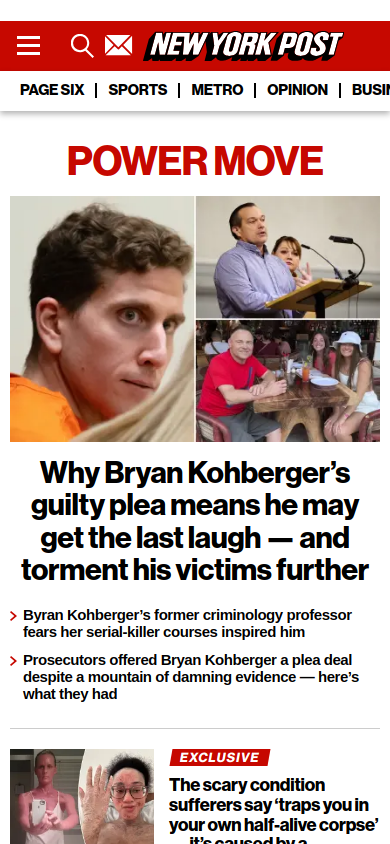 NEW YORK POST
PAGE SIX | SPORTS | METRO | OPINION | BUSIN
POWER MOVE
Why Bryan Kohberger’s
guilty plea means he may
get the last laugh — and
torment his victims further
Byran Kohberger’s former criminology professor
fears her serial-killer courses inspired him
Prosecutors offered Bryan Kohberger a plea deal
despite a mountain of damning evidence — here’s
what they had
EXCLUSIVE
The scary condition
sufferers say ‘traps you in
your own half-alive corpse’
— it’s caused by a